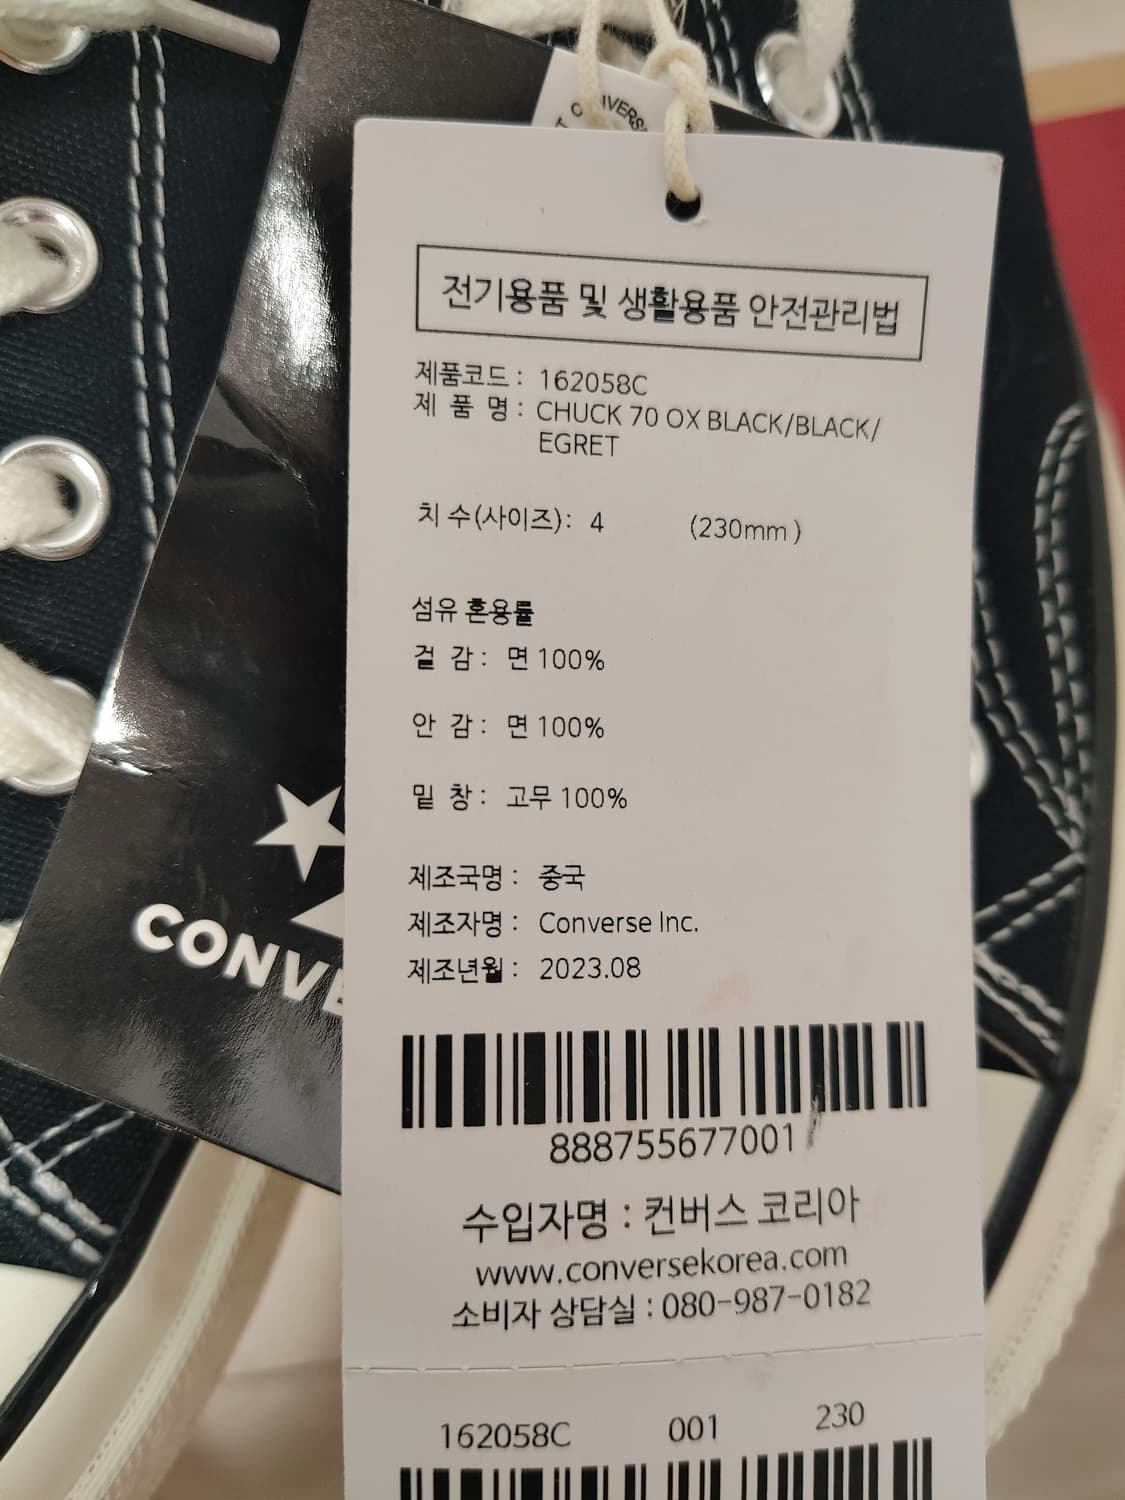 전기용품 및 생활용품 안전관리법
제품코드 : 162058C
제 품 명 : CHUCK 70 OX BLACK/BLACK/
EGRET
치 수(사이즈) : 4 (230mm )
섬유 혼용률
겉 감 : 면 100%
안 감 : 면 100%
밑 창 : 고무 100%
제조국명 : 중국
제조자명 : Converse Inc.
제조년월 : 2023.08
888755677001
수입자명 : 컨버스 코리아
www.conversekorea.com
소비자 상담실 : 080-987-0182
162058C 001 230
CONVE